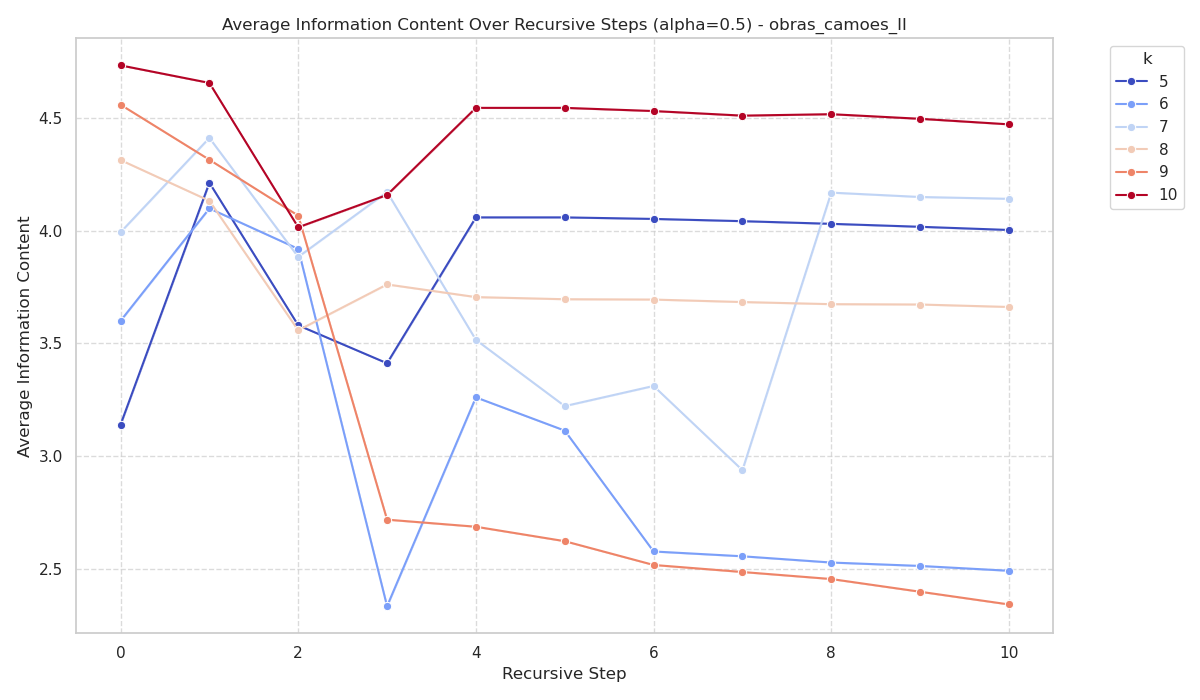 Average Information Content Over Recursive Steps (alpha=0.5) - obras_camoes_II
k
5
6
7
8
9
10
Average Information Content
4.5
4.0
3.5
3.0
2.5
0 2 4 6 8 10
Recursive Step